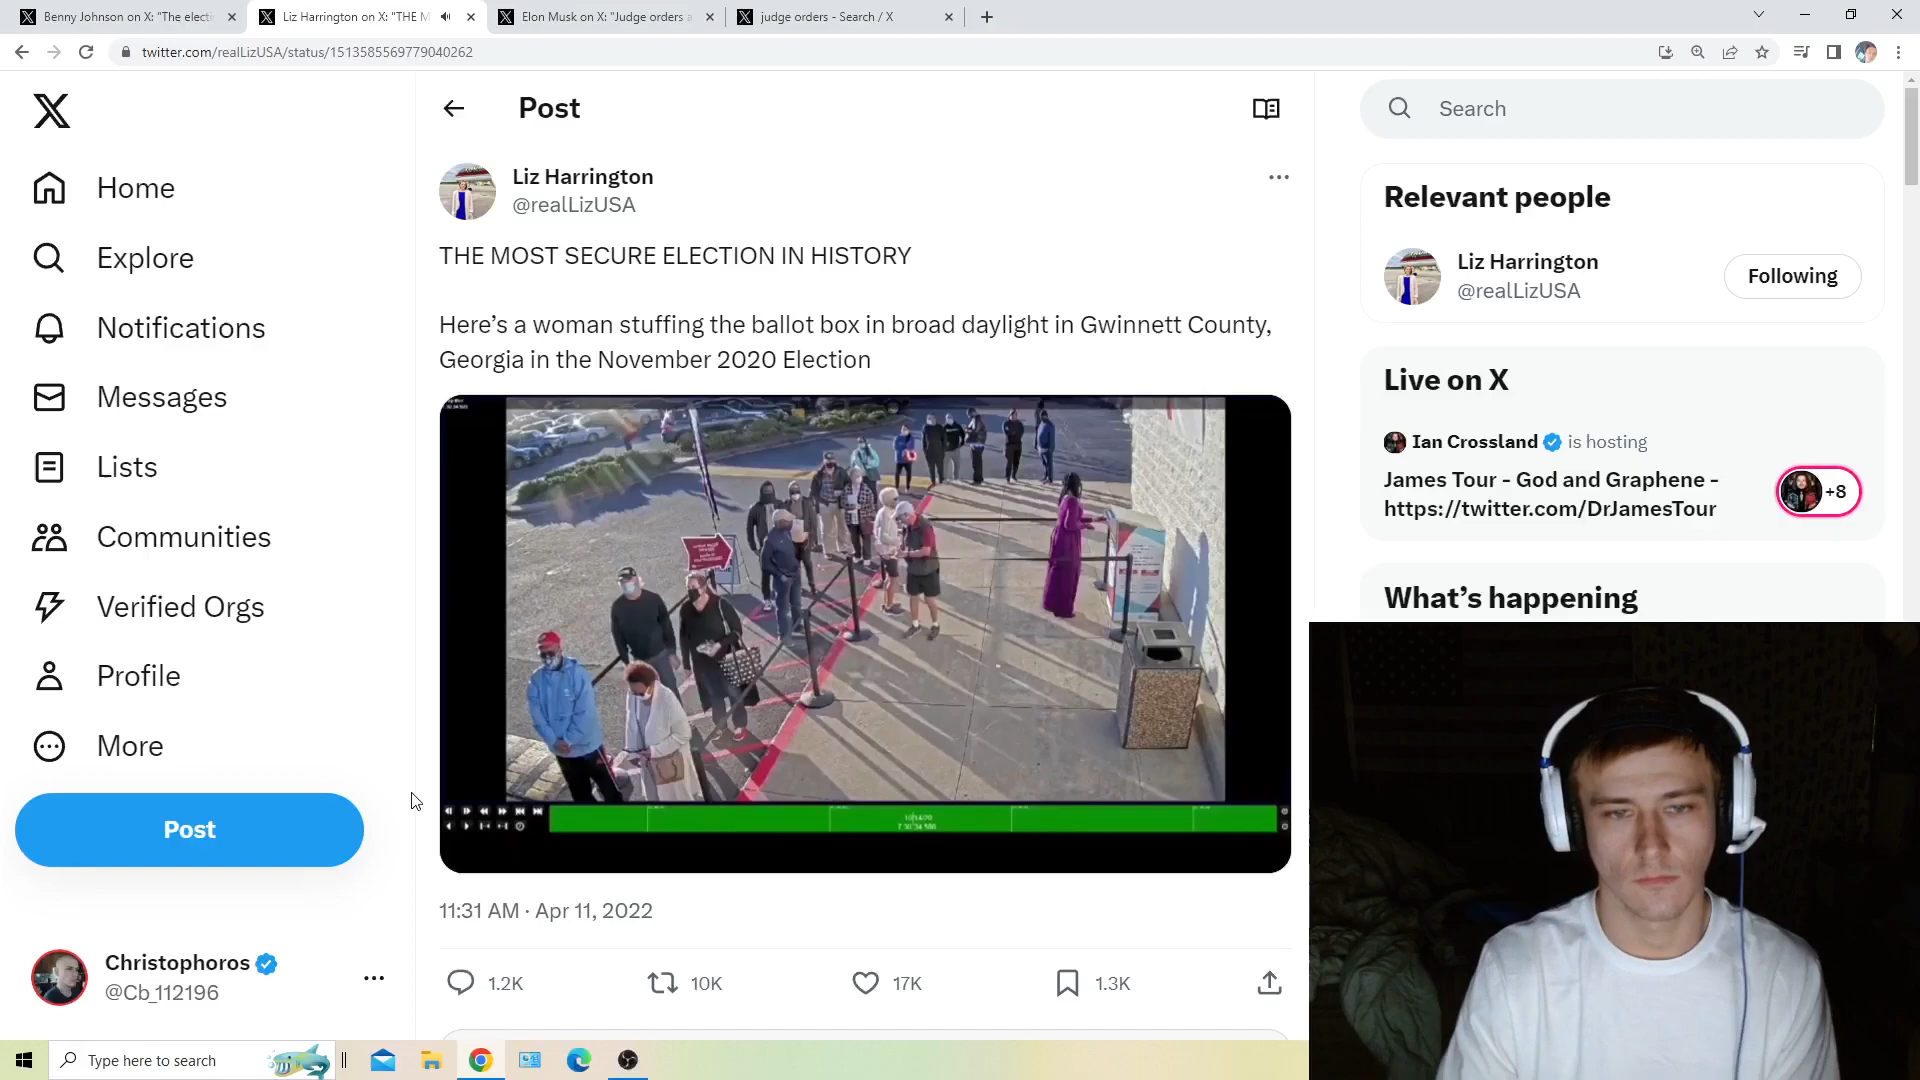 Benny Johnson on X: "The electi
Liz Harrington on X: "THE M
Elon Musk on X: "Judge orders a
judge orders - Search / X
twitter.com/realLizUSA/status/1513585569779040262
Home
Explore
Notifications
Messages
Lists
Communities
Verified Orgs
Profile
More
Post
Christophoros
@Cb_112196
Post
Liz Harrington
@realLizUSA
THE MOST SECURE ELECTION IN HISTORY
Here’s a woman stuffing the ballot box in broad daylight in Gwinnett County,
Georgia in the November 2020 Election
11:31 AM · Apr 11, 2022
1.2K
10K
17K
1.3K
Search
Relevant people
Liz Harrington
@realLizUSA
Following
Live on X
Ian Crossland is hosting
James Tour - God and Graphene -
https://twitter.com/DrJamesTour
+8
What’s happening
Type here to search